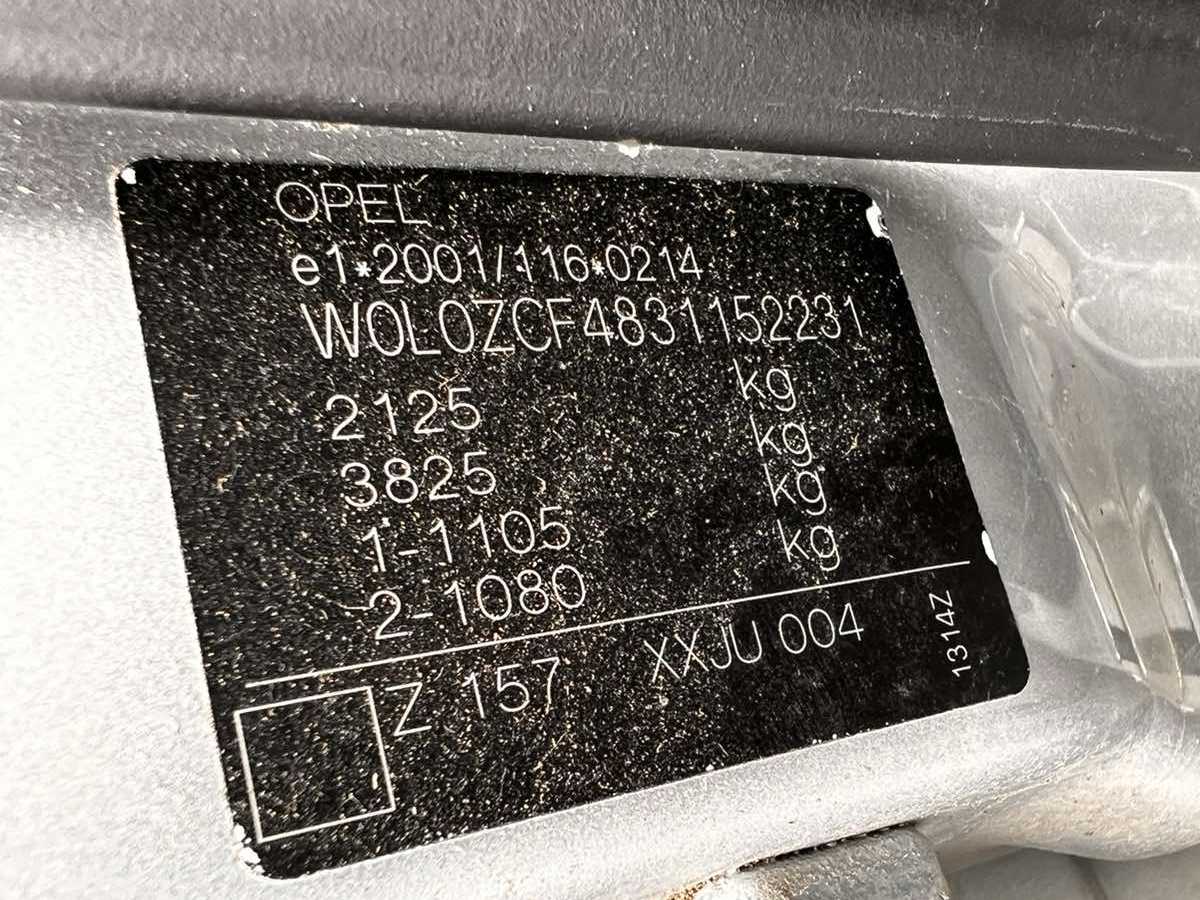 OPEL
e1*2001/116*0214
W0L0ZCF4831152231
2125 kg
3825 kg
1-1105 kg
2-1080 kg
Z 157 XXJU 004
1314Z